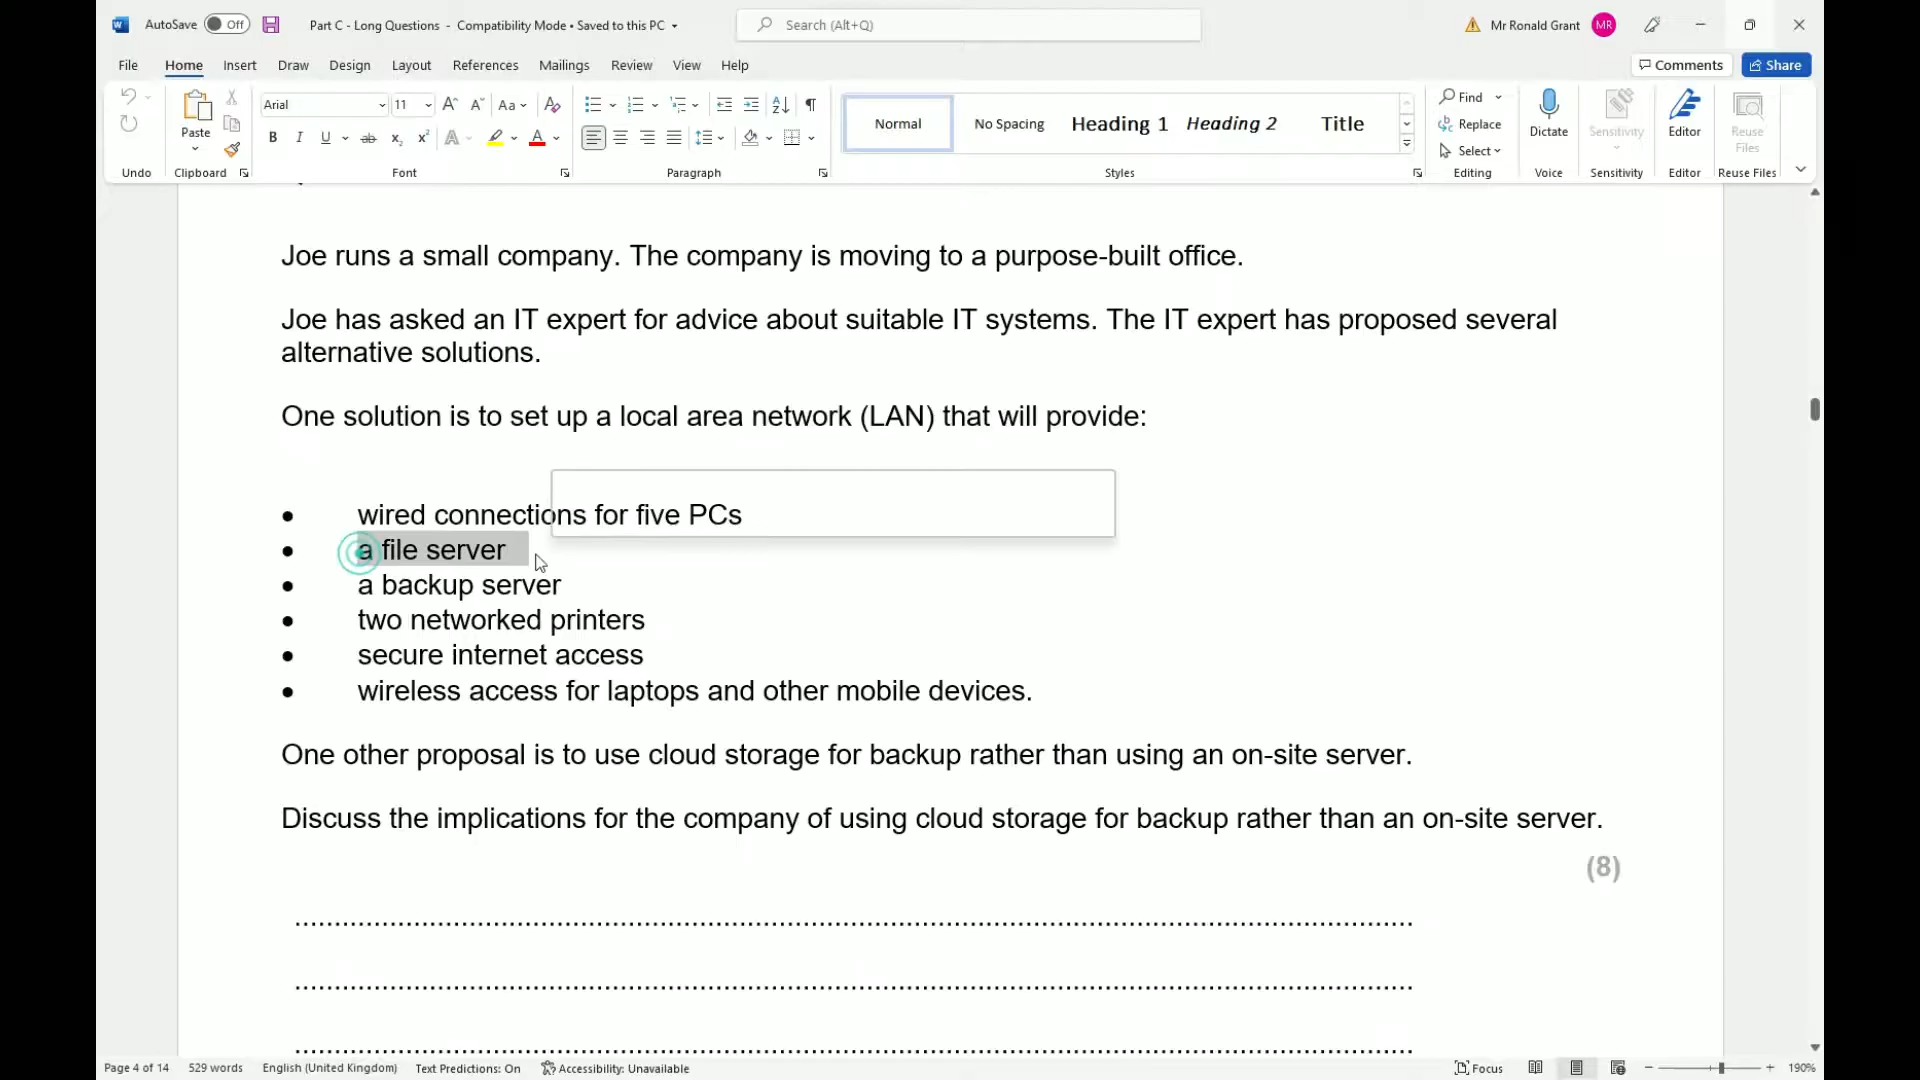 AutoSave Off Part C - Long Questions - Compatibility Mode • Saved to this PC Search (Alt+Q) Mr Ronald Grant MR
File Home Insert Draw Design Layout References Mailings Review View Help Comments Share
Arial 11 Aa Normal No Spacing Heading 1 Heading 2 Title Find
Paste Replace Dictate Sensitivity Editor Reuse Files
B I U ab x₂ x² A A Select
Undo Clipboard Font Paragraph Styles Editing Voice Sensitivity Editor Reuse Files
Joe runs a small company. The company is moving to a purpose-built office.
Joe has asked an IT expert for advice about suitable IT systems. The IT expert has proposed several
alternative solutions.
One solution is to set up a local area network (LAN) that will provide:
• wired connections for five PCs
• a file server
• a backup server
• two networked printers
• secure internet access
• wireless access for laptops and other mobile devices.
One other proposal is to use cloud storage for backup rather than using an on-site server.
Discuss the implications for the company of using cloud storage for backup rather than an on-site server.
(8)
Page 4 of 14 529 words English (United Kingdom) Text Predictions: On Accessibility: Unavailable Focus 190%